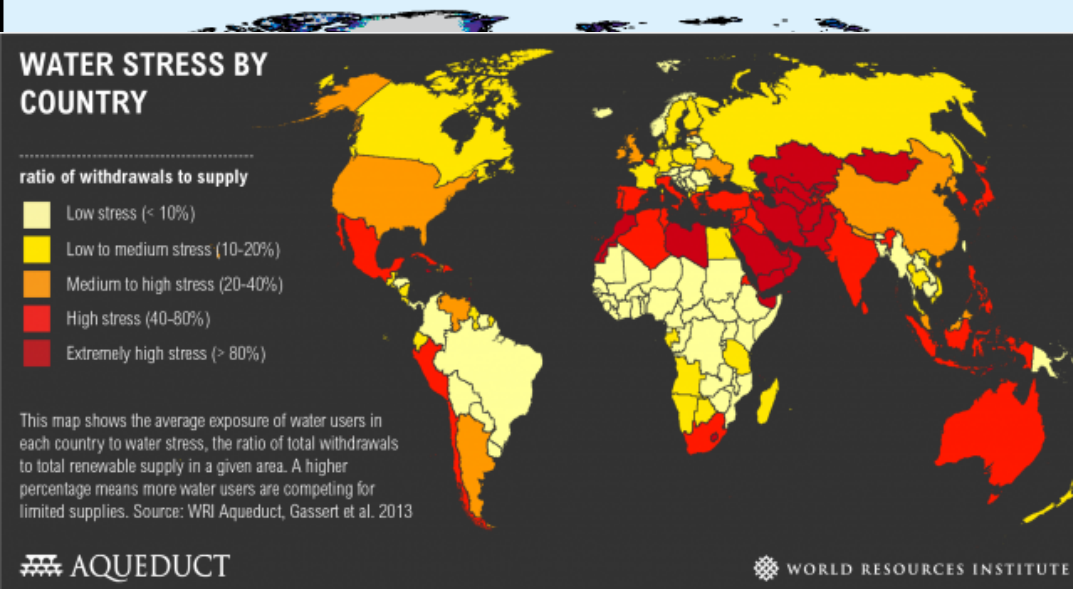 WATER STRESS BY
COUNTRY
ratio of withdrawals to supply
Low stress (< 10%)
Low to medium stress (10-20%)
Medium to high stress (20-40%)
High stress (40-80%)
Extremely high stress (> 80%)
This map shows the average exposure of water users in
each country to water stress, the ratio of total withdrawals
to total renewable supply in a given area. A higher
percentage means more water users are competing for
limited supplies. Source: WRI Aqueduct, Gassert et al. 2013
AQUEDUCT
WORLD RESOURCES INSTITUTE